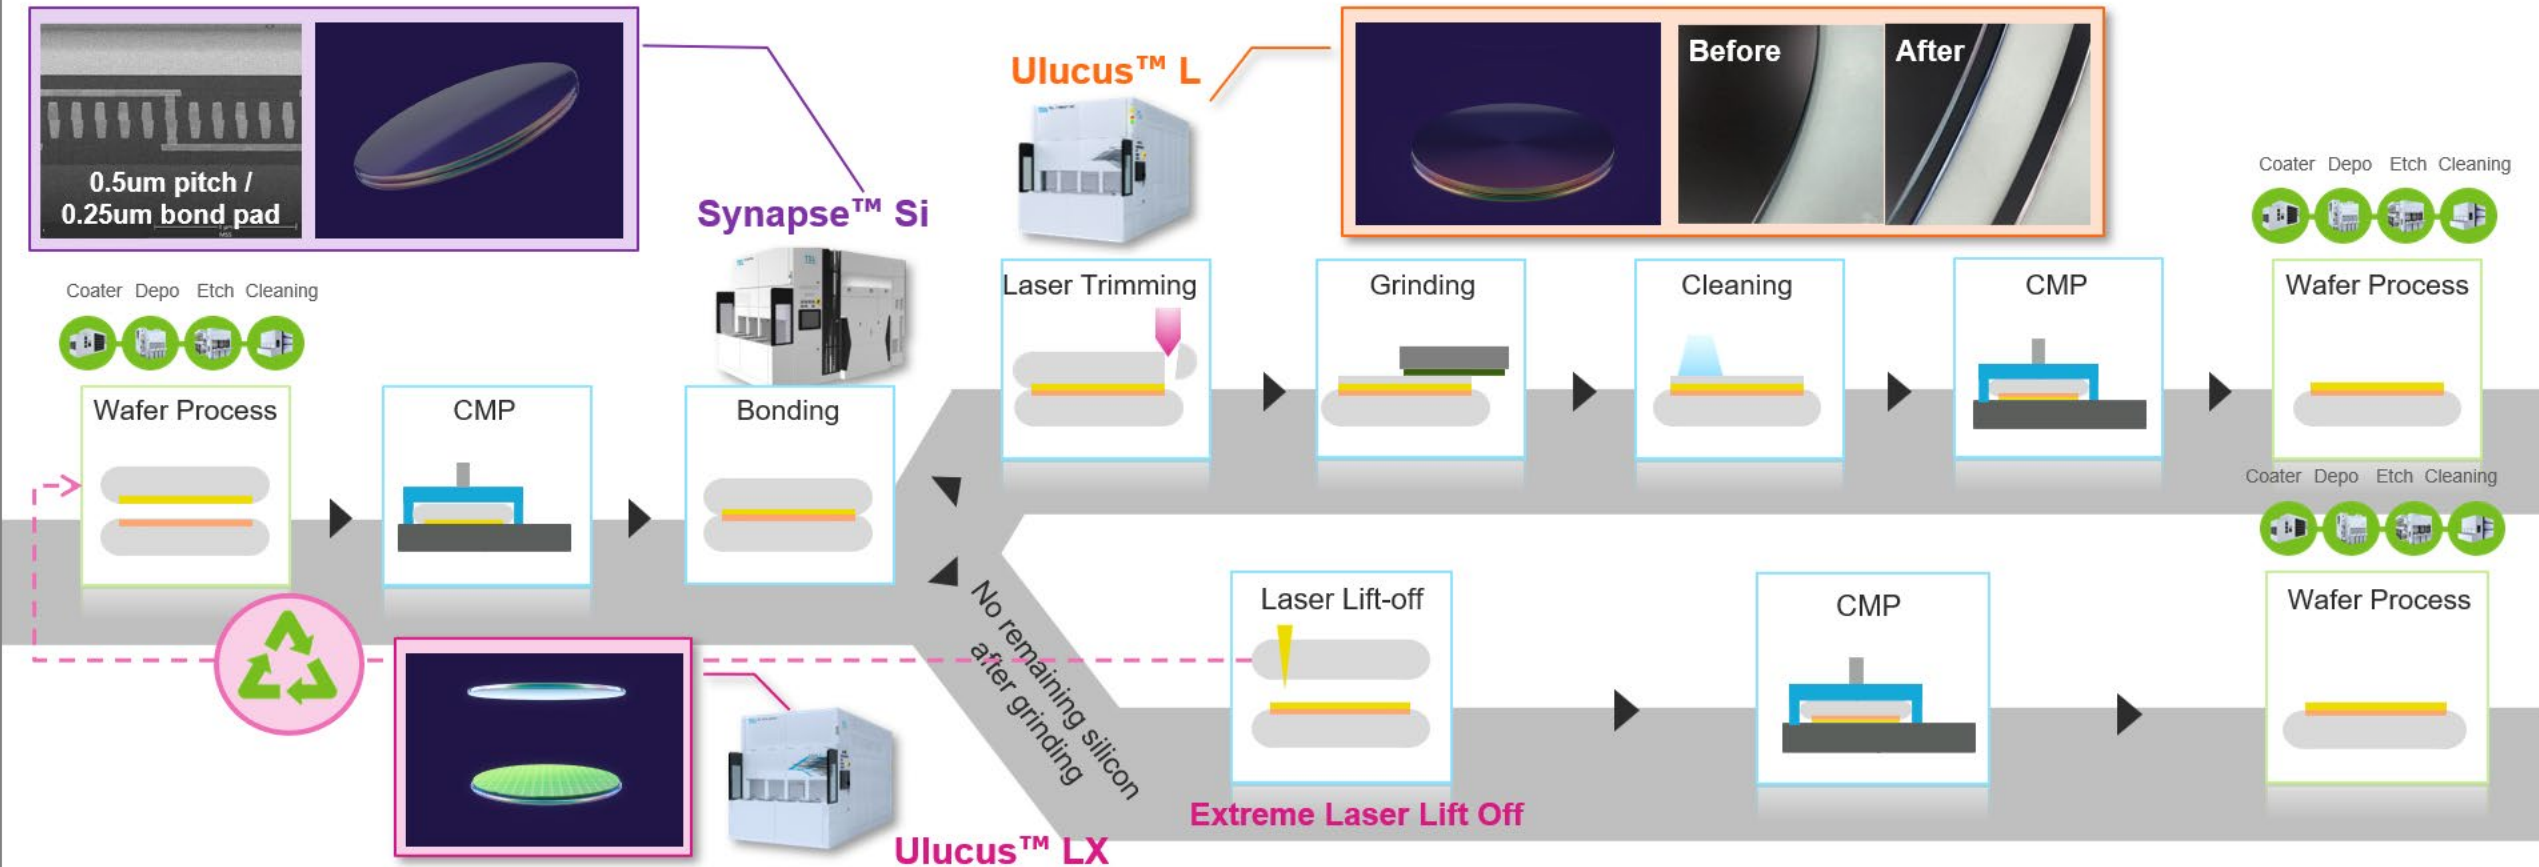 0.5um pitch /
0.25um bond pad
Synapse™ Si
Ulucus™ L
Before
After
Coater Depo Etch Cleaning
Wafer Process
CMP
Bonding
Laser Trimming
Grinding
Cleaning
CMP
Coater Depo Etch Cleaning
Wafer Process
No remaining silicon
after grinding
Laser Lift-off
CMP
Coater Depo Etch Cleaning
Wafer Process
Extreme Laser Lift Off
Ulucus™ LX